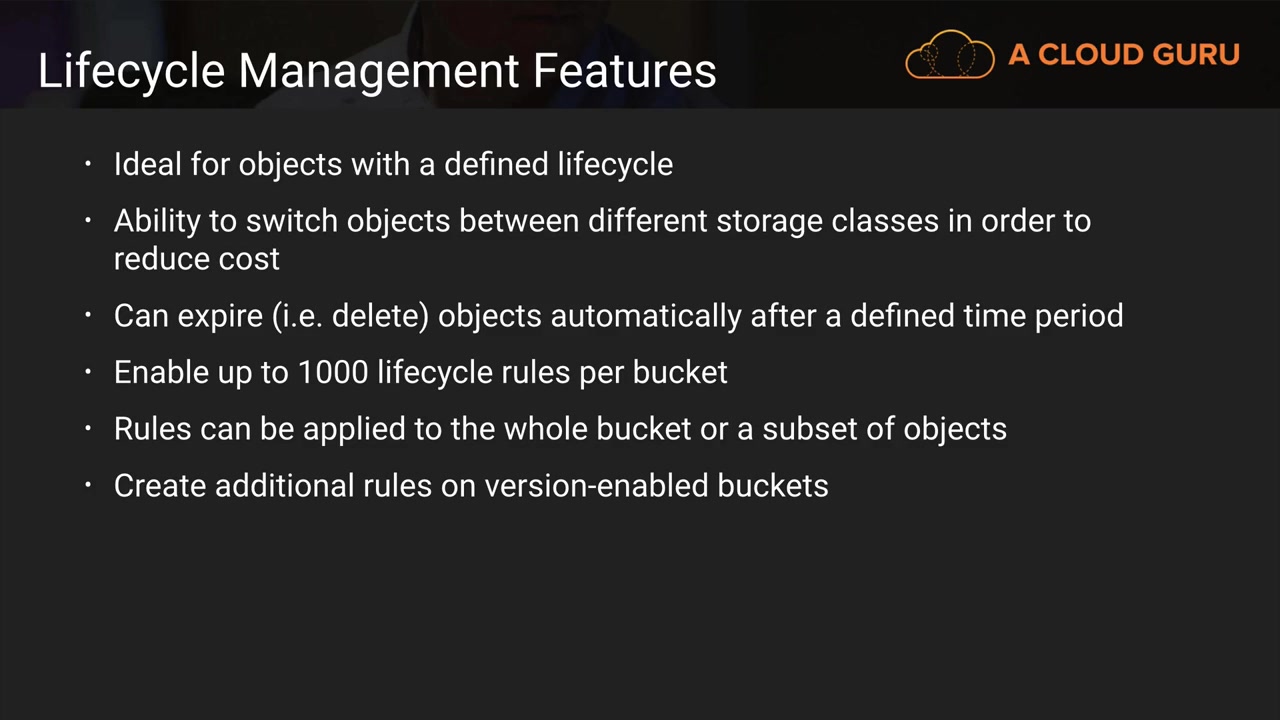 Lifecycle Management Features
A CLOUD GURU
• Ideal for objects with a defined lifecycle
• Ability to switch objects between different storage classes in order to
reduce cost
• Can expire (i.e. delete) objects automatically after a defined time period
• Enable up to 1000 lifecycle rules per bucket
• Rules can be applied to the whole bucket or a subset of objects
• Create additional rules on version-enabled buckets